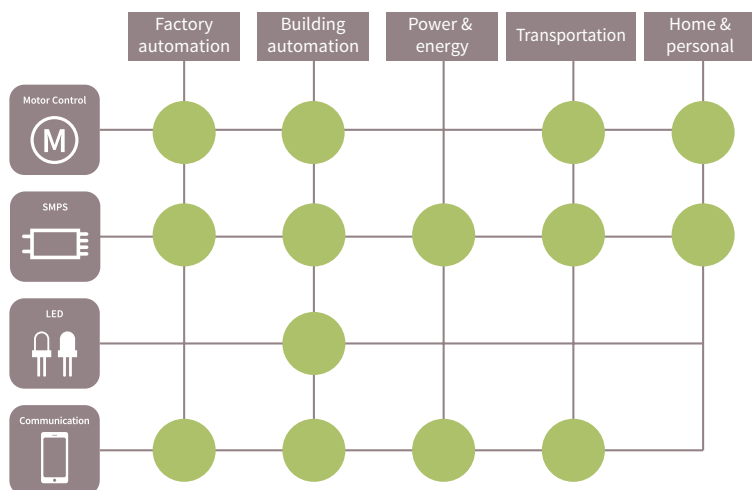 Factory
automation
Building
automation
Power &
energy
Transportation
Home &
personal
Motor Control
M
SMPS
LED
Communication